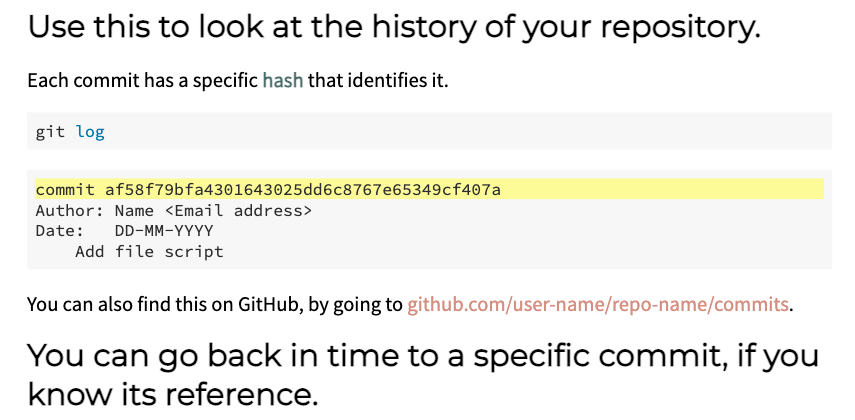 Use this to look at the history of your repository.
Each commit has a specific hash that identifies it.
git log
commit af58f79bfa4301643025dd6c8767e65349cf407a
Author: Name <Email address>
Date:   DD-MM-YYYY
    Add file script
You can also find this on GitHub, by going to github.com/user-name/repo-name/commits.
You can go back in time to a specific commit, if you
know its reference.